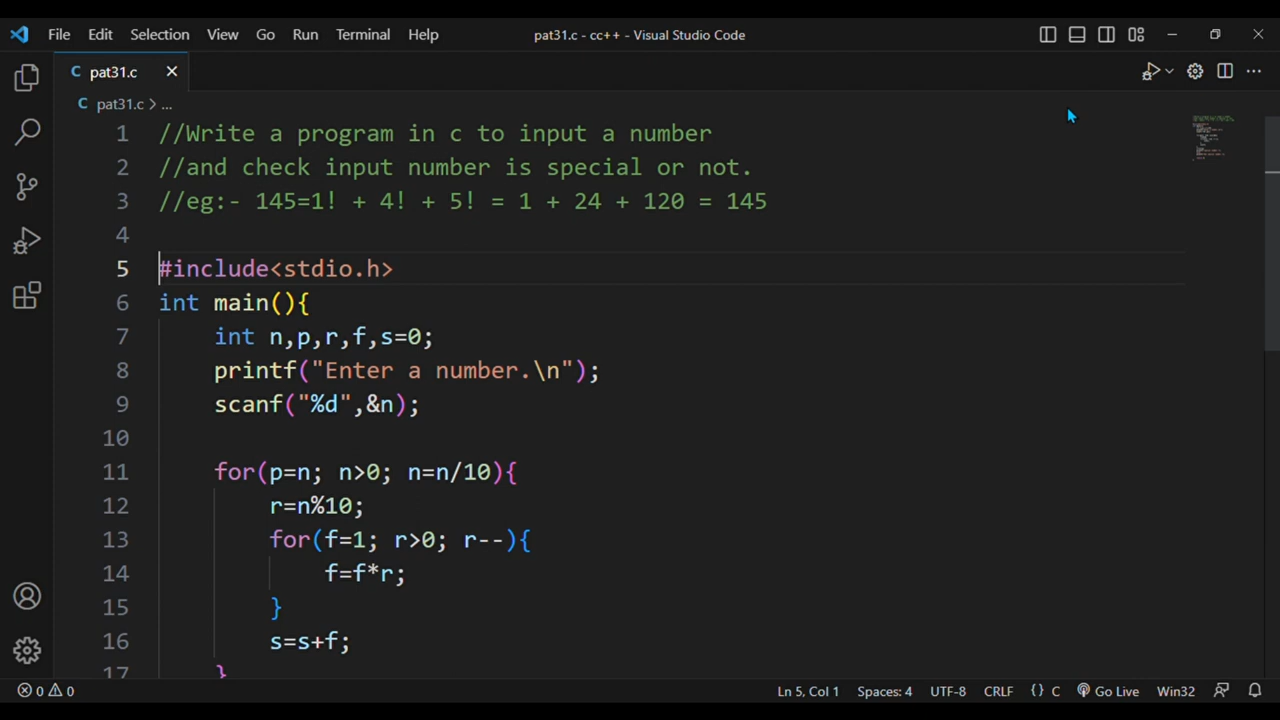 File Edit Selection View Go Run Terminal Help pat31.c - cc++ - Visual Studio Code
C pat31.c
C pat31.c > ...
1 //Write a program in c to input a number
2 //and check input number is special or not.
3 //eg:- 145=1! + 4! + 5! = 1 + 24 + 120 = 145
4
5 #include<stdio.h>
6 int main(){
7 int n,p,r,f,s=0;
8 printf("Enter a number.\n");
9 scanf("%d",&n);
10
11 for(p=n; n>0; n=n/10){
12 r=n%10;
13 for(f=1; r>0; r--){
14 f=f*r;
15 }
16 s=s+f;
17 }
0 0 Ln 5, Col 1 Spaces: 4 UTF-8 CRLF {} C Go Live Win32